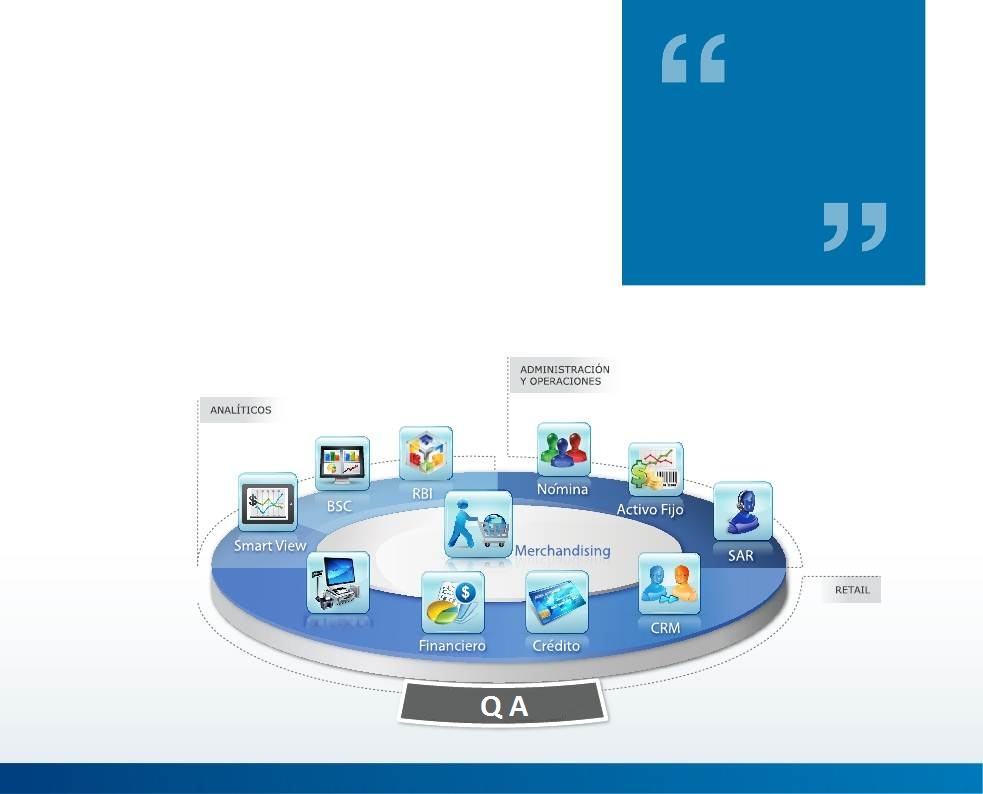 “
”
ADMINISTRACIÓN
Y OPERACIONES
ANALÍTICOS
RBI
BSC
Smart View
Nómina
Activo Fijo
SAR
Merchandising
RETAIL
CRM
Crédito
Financiero
Q A